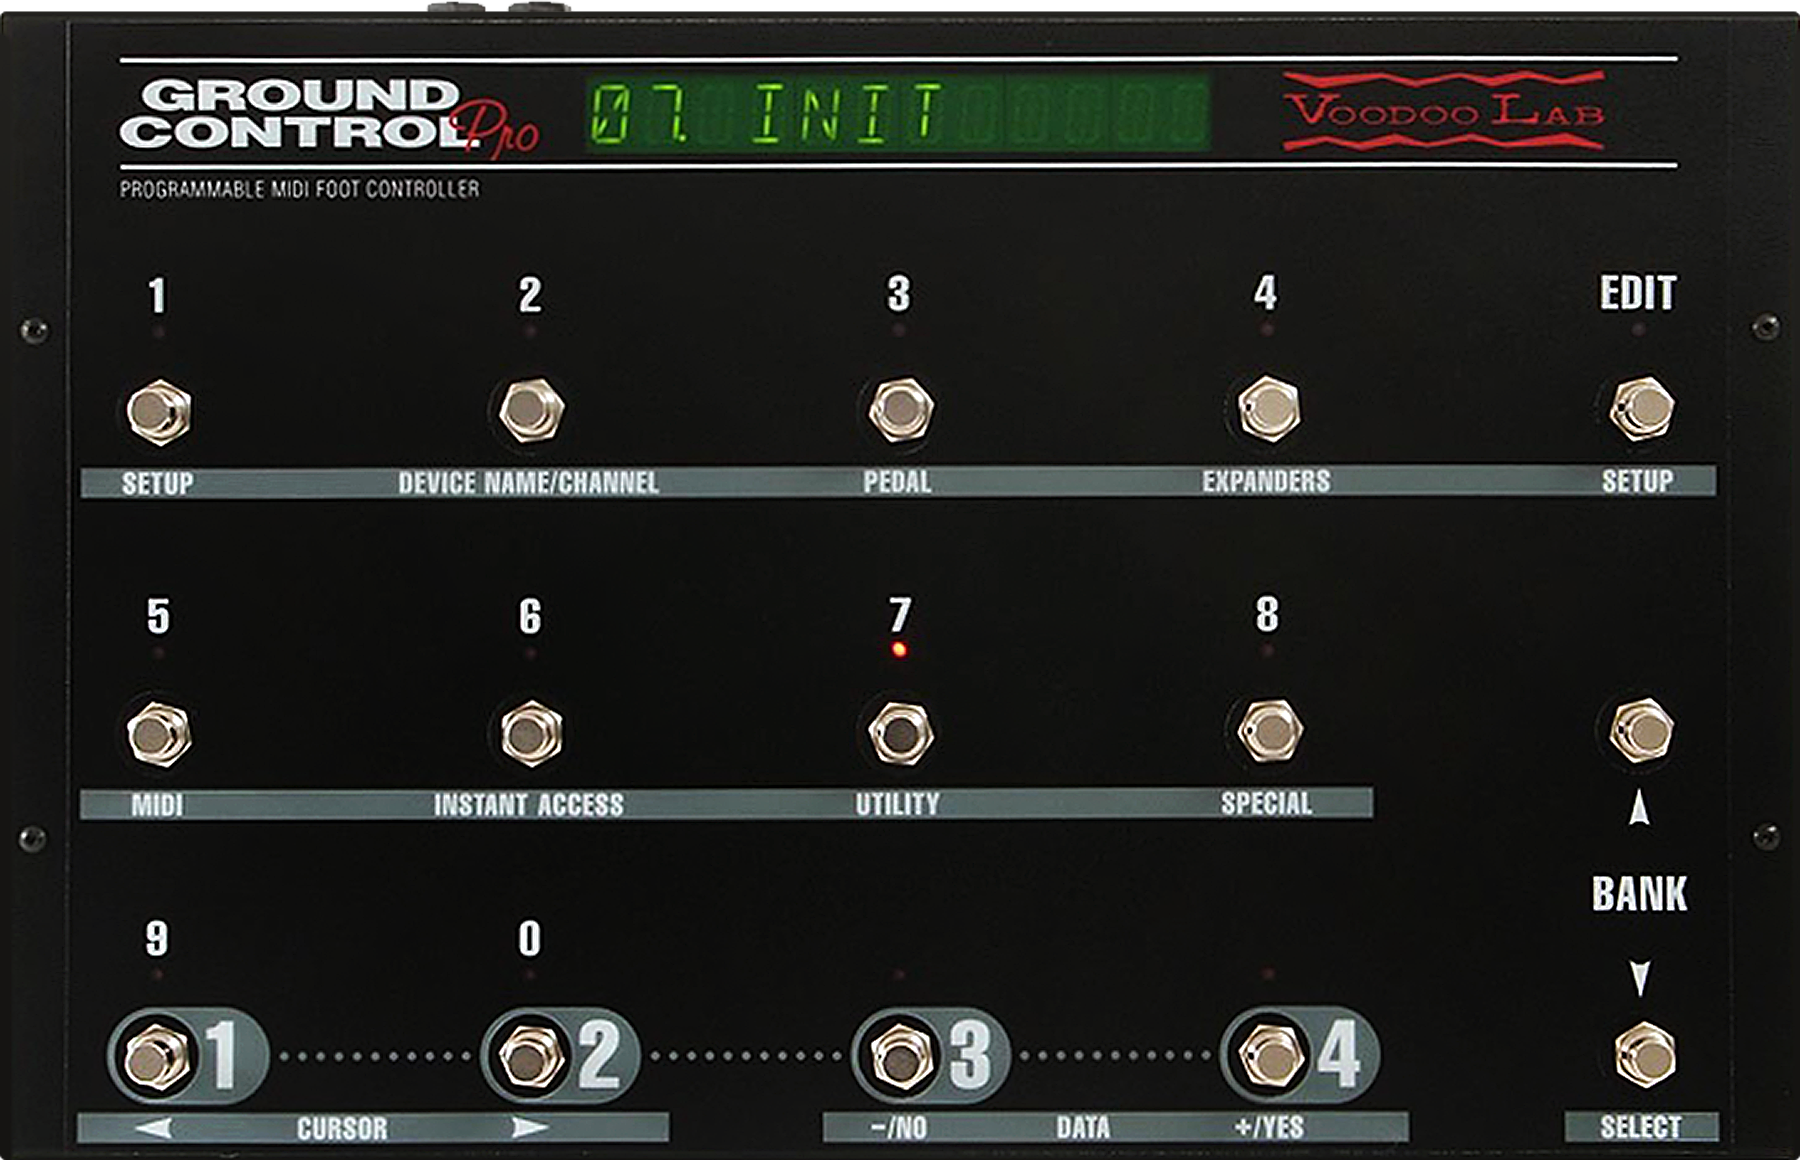 GROUND
CONTROL Pro
07. INIT
VOODOO LAB
PROGRAMMABLE MIDI FOOT CONTROLLER
1 2 3 4 EDIT
SETUP DEVICE NAME/CHANNEL PEDAL EXPANDERS SETUP
5 6 7 8
MIDI INSTANT ACCESS UTILITY SPECIAL
BANK
9 0
1 2 3 4
CURSOR -/NO DATA +/YES SELECT